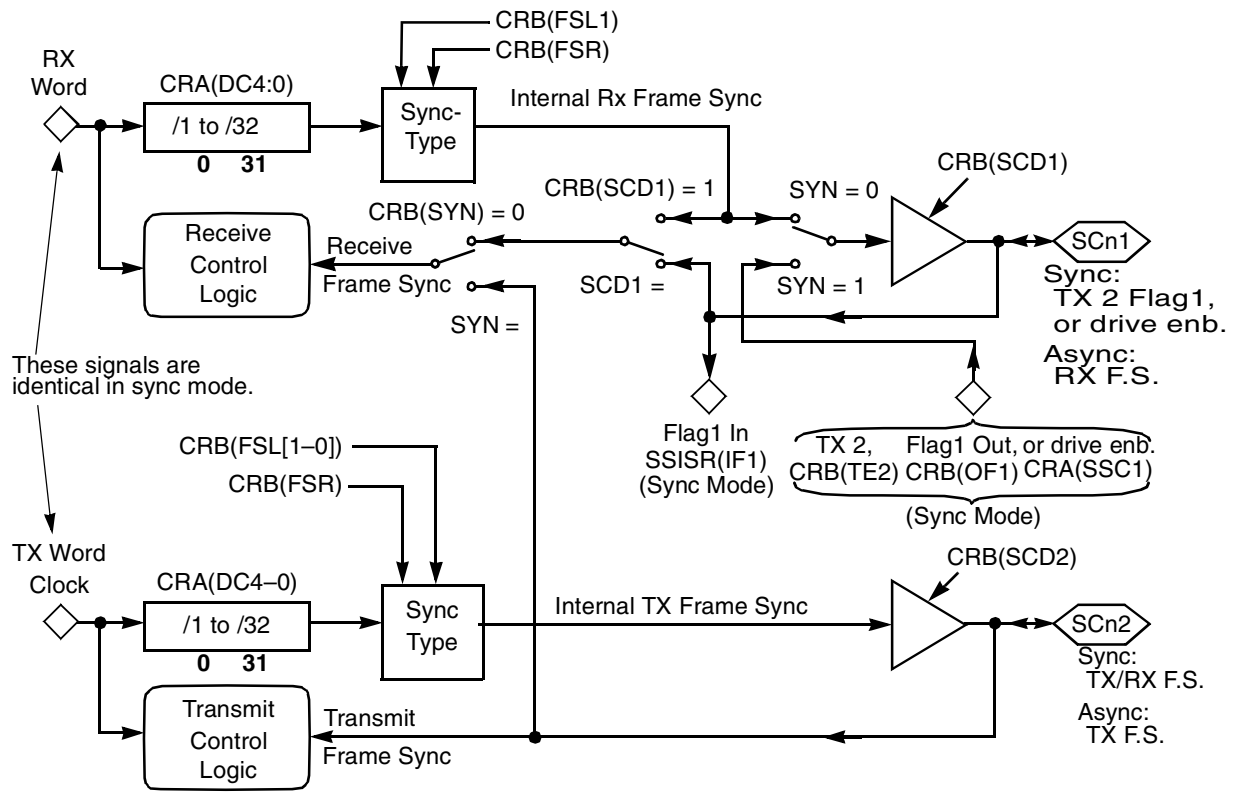 CRB(FSL1)
CRB(FSR)
RX
Word
CRA(DC4:0)
/1 to /32
0 31
Sync-
Type
Internal Rx Frame Sync
CRB(SCD1) = 1
SYN = 0
CRB(SCD1)
CRB(SYN) = 0
Receive
Control
Logic
Receive
Frame Sync
SCD1 =
SYN = 1
SYN =
SCn1
Sync:
TX 2 Flag1,
or drive enb.
Async:
RX F.S.
These signals are
identical in sync mode.
Flag1 In
SSISR(IF1)
(Sync Mode)
TX 2, Flag1 Out, or drive enb.
CRB(TE2) CRB(OF1) CRA(SSC1)
(Sync Mode)
CRB(FSL[1–0])
CRB(FSR)
TX Word
Clock
CRA(DC4–0)
/1 to /32
0 31
Sync
Type
Internal TX Frame Sync
CRB(SCD2)
SCn2
Sync:
TX/RX F.S.
Async:
TX F.S.
Transmit
Control
Logic
Transmit
Frame Sync